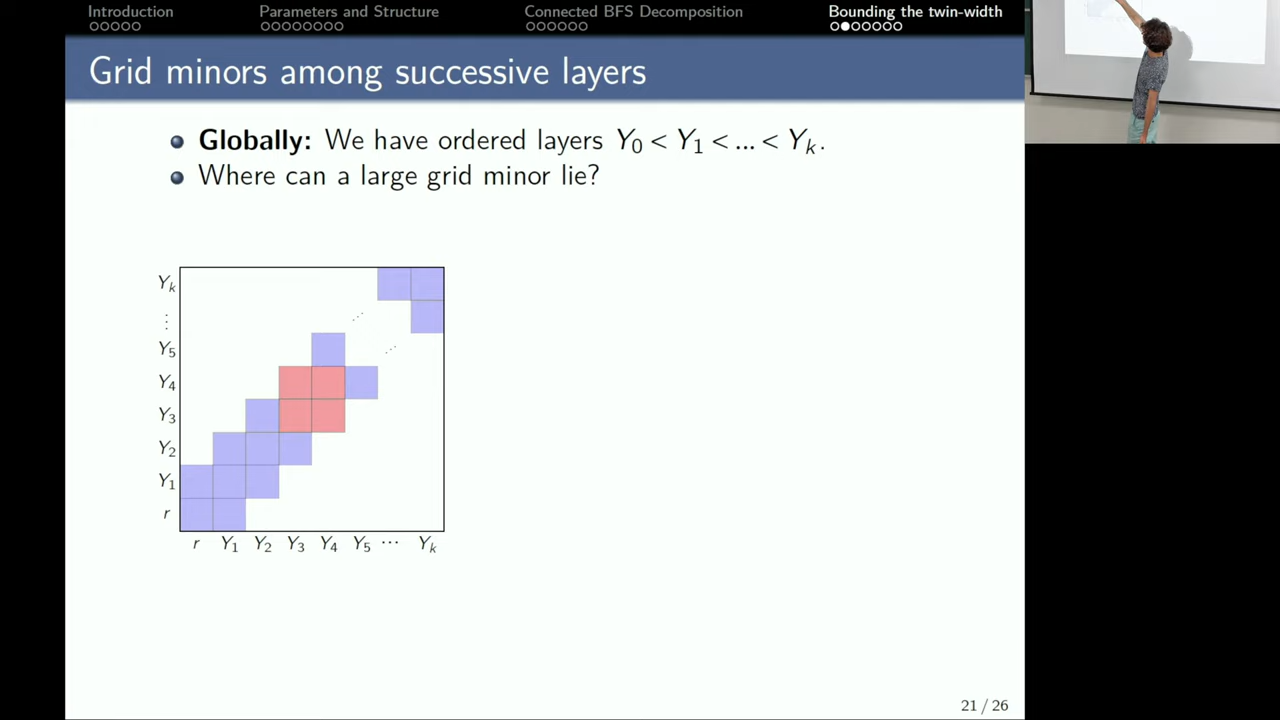 Introduction Parameters and Structure Connected BFS Decomposition Bounding the twin-width
Grid minors among successive layers
Globally: We have ordered layers Y₀ < Y₁ < ... < Yₖ.
Where can a large grid minor lie?
Yₖ
⋮
Y₅
Y₄
Y₃
Y₂
Y₁
r
r Y₁ Y₂ Y₃ Y₄ Y₅ ⋯ Yₖ
21 / 26